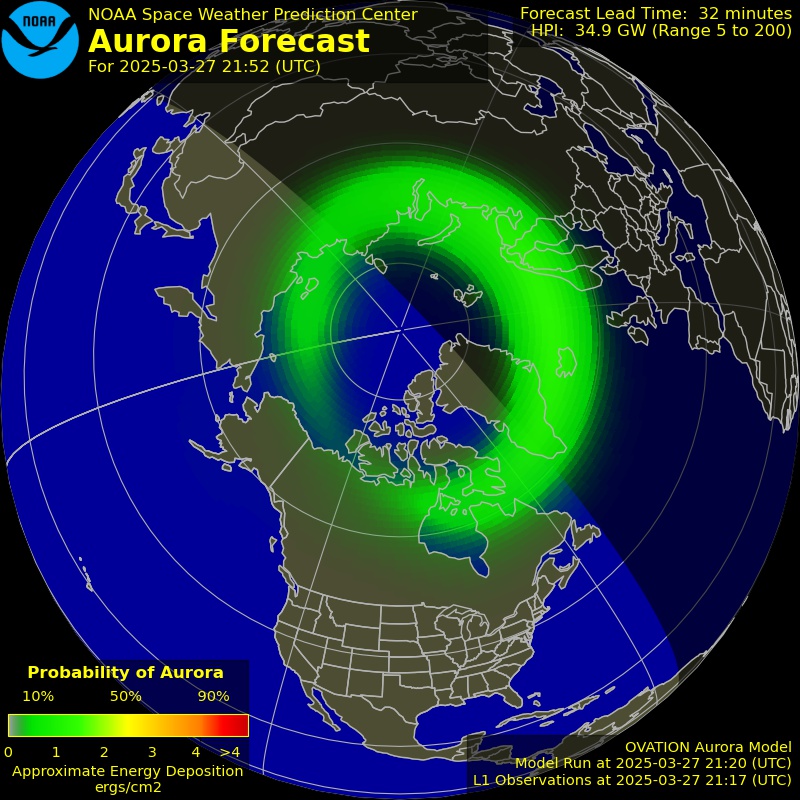 NOAA
NOAA Space Weather Prediction Center
Aurora Forecast
For 2025-03-27 21:52 (UTC)
Forecast Lead Time: 32 minutes
HPI: 34.9 GW (Range 5 to 200)
Probability of Aurora
10% 50% 90%
0 1 2 3 4 >4
Approximate Energy Deposition
ergs/cm2
OVATION Aurora Model
Model Run at 2025-03-27 21:20 (UTC)
L1 Observations at 2025-03-27 21:17 (UTC)